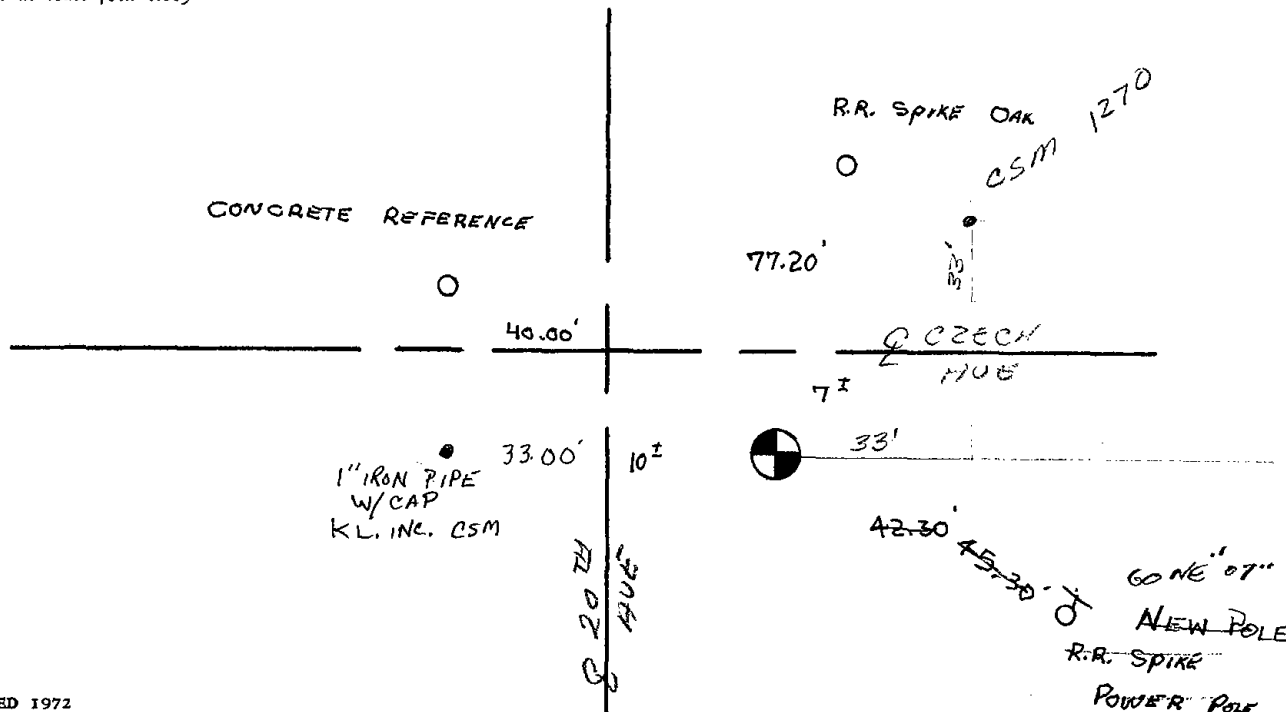 R.R. SPIKE OAK
CSM 1270
CONCRETE REFERENCE
77.20'
33'
40.00'
℄ CZECH
AVE
7±
33.00'
10±
33'
1" IRON PIPE
W/ CAP
KL. INC. CSM
42.30'
45.30'
GONE "07"
NEW POLE
R.R. SPIKE
POWER POLE
℄ 20TH
AVE
ED 1972